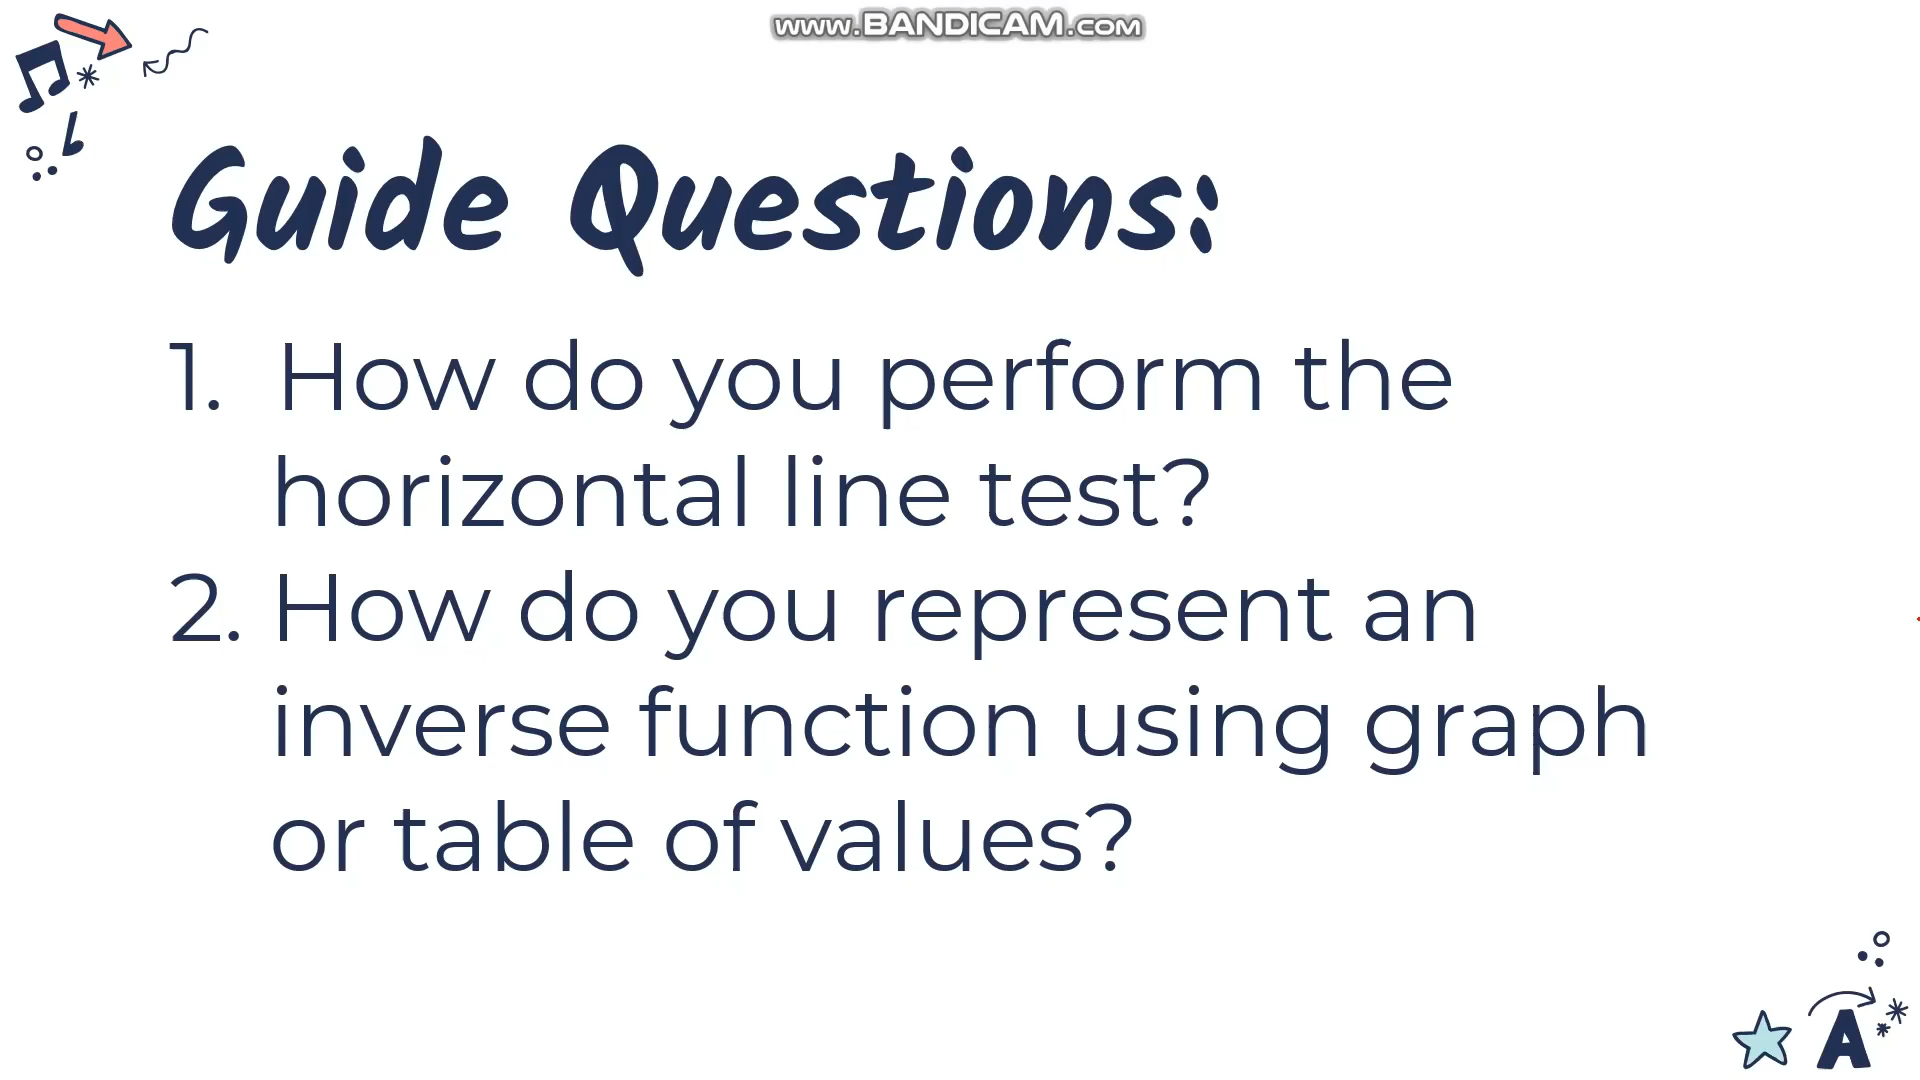 www.BANDICAM.com
Guide Questions:
1. How do you perform the
horizontal line test?
2. How do you represent an
inverse function using graph
or table of values?
A